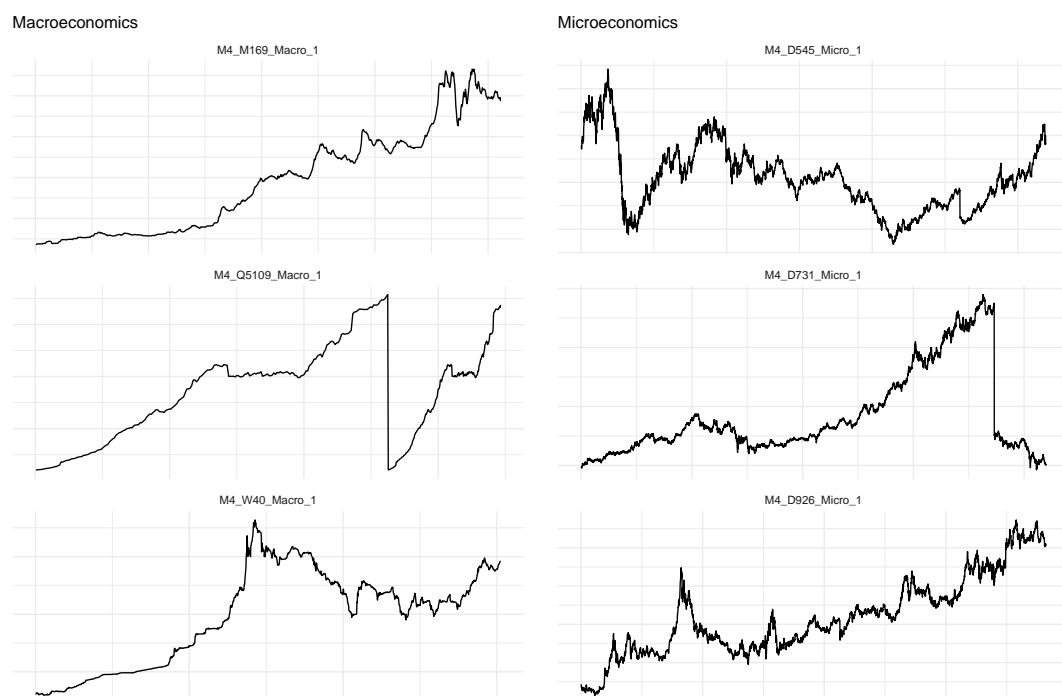 Macroeconomics
M4_M169_Macro_1
M4_Q5109_Macro_1
M4_W40_Macro_1
Microeconomics
M4_D545_Micro_1
M4_D731_Micro_1
M4_D926_Micro_1